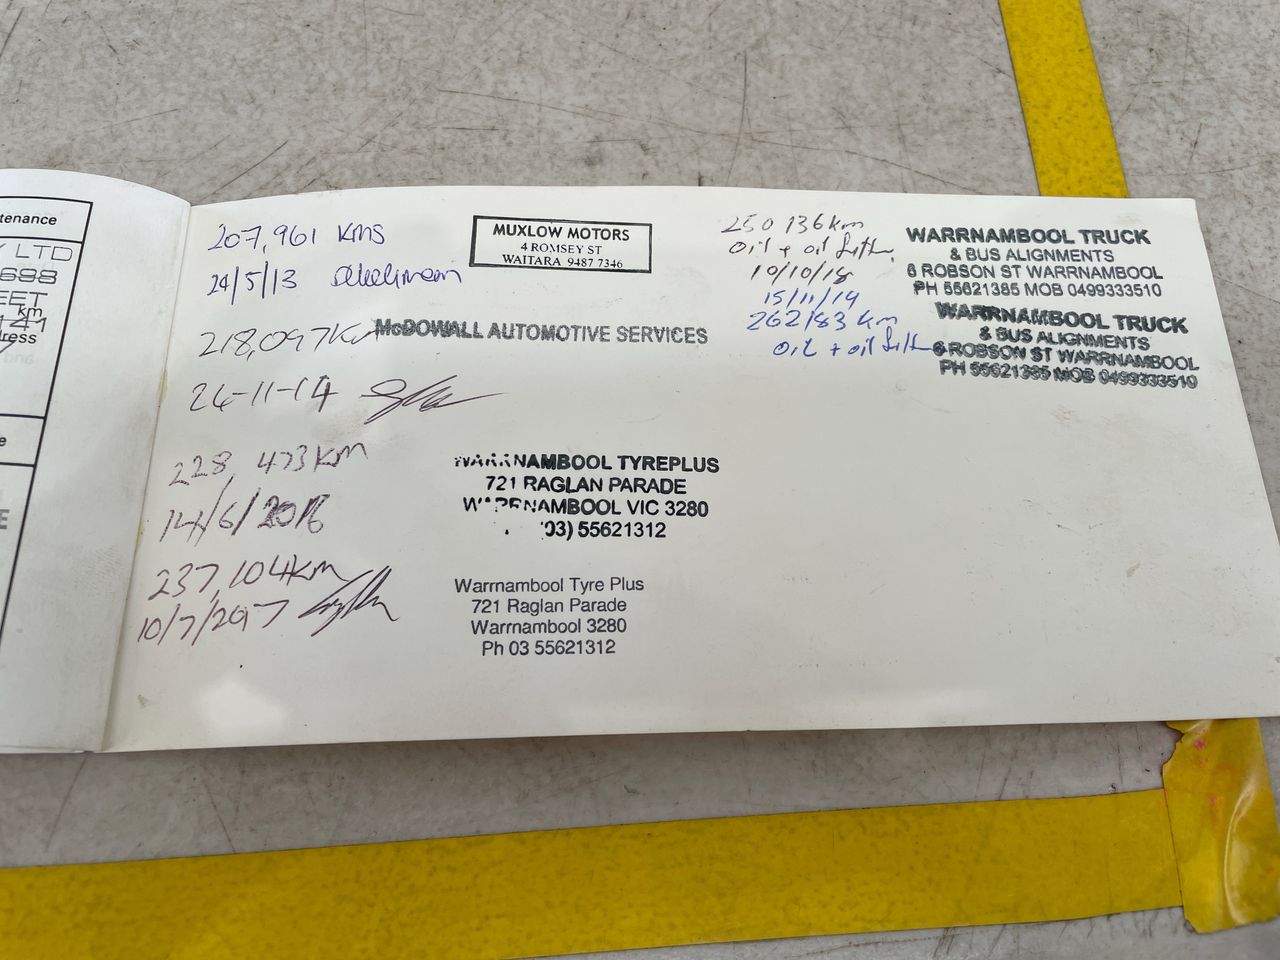 tenance
LTD
688
EET
km
141
ress
e
E
207,961 KMS
24/5/13
MUXLOW MOTORS
4 ROMSEY ST
WAITARA 9487 7346
218,097KM
McDOWALL AUTOMOTIVE SERVICES
26-11-14
228,473KM
14/6/2016
WARRNAMBOOL TYREPLUS
721 RAGLAN PARADE
WARRNAMBOOL VIC 3280
(03) 55621312
237,104KM
10/7/2017
Warrnambool Tyre Plus
721 Raglan Parade
Warrnambool 3280
Ph 03 55621312
250 136km
oil + oil filter
10/10/18
WARRNAMBOOL TRUCK
& BUS ALIGNMENTS
6 ROBSON ST WARRNAMBOOL
PH 55621385 MOB 0499333510
15/11/19
262183 km
oil + oil filter
WARRNAMBOOL TRUCK
& BUS ALIGNMENTS
6 ROBSON ST WARRNAMBOOL
PH 55621385 MOB 0499333510